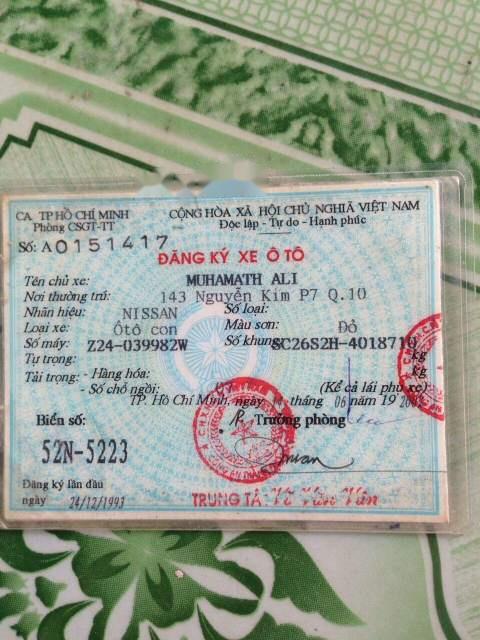 CA TP HỒ CHÍ MINH
Phòng CSGT-TT
CỘNG HÒA XÃ HỘI CHỦ NGHĨA VIỆT NAM
Độc lập - Tự do - Hạnh phúc
Số: A0151417
ĐĂNG KÝ XE Ô TÔ
Tên chủ xe: MUHAMATH ALI
Nơi thường trú: 143 Nguyễn Kim P7 Q.10
Nhãn hiệu: NISSAN Số loại:
Loại xe: Ôtô con Màu sơn: Đỏ
Số máy: Z24-039982W Số khung: SC26S2H-4018710
Tự trọng: kg
Tải trọng: - Hàng hóa: kg
- Số chỗ ngồi: (Kể cả lái phụ xe)
TP. Hồ Chí Minh, ngày tháng 06 năm
Biển số: Trưởng phòng
52N-5223
Đăng ký lần đầu
ngày 24/12/1993
TRUNG TÁ: